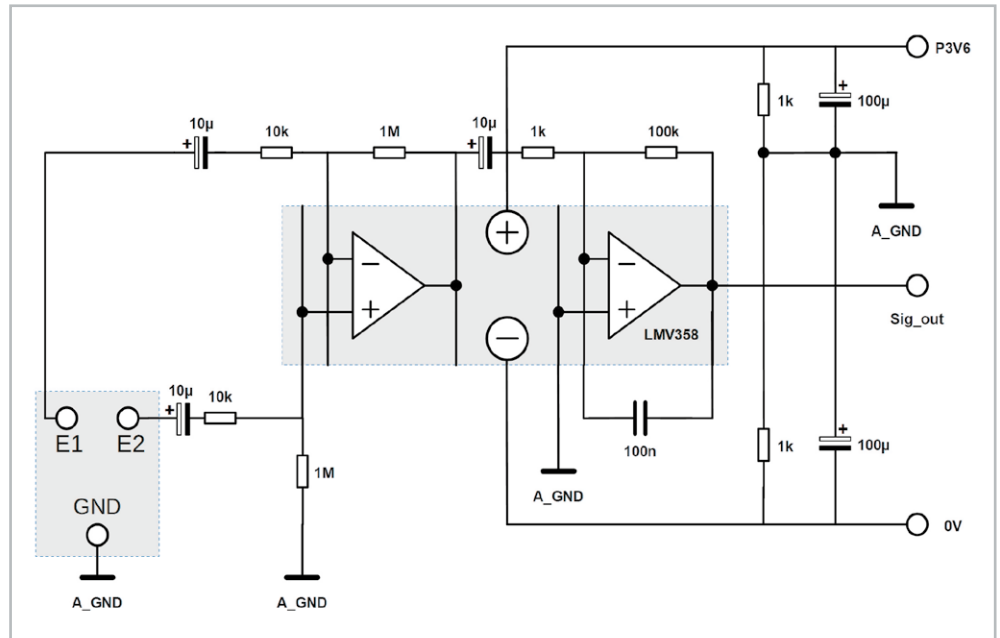 P3V6
1k
100µ
10µ
10k
1M
10µ
1k
100k
A_GND
+
−
+
−
+
−
Sig_out
LMV358
10µ
10k
E1
E2
1M
100n
1k
100µ
A_GND
GND
0V
A_GND
A_GND